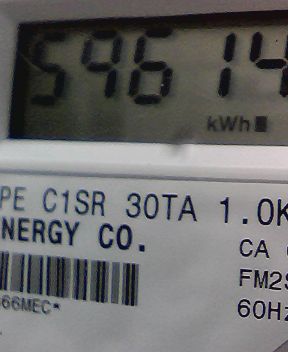 59614
kWh
PE C1SR 30TA 1.0K
NERGY CO.
CA
FM2S
60Hz
66MEC*